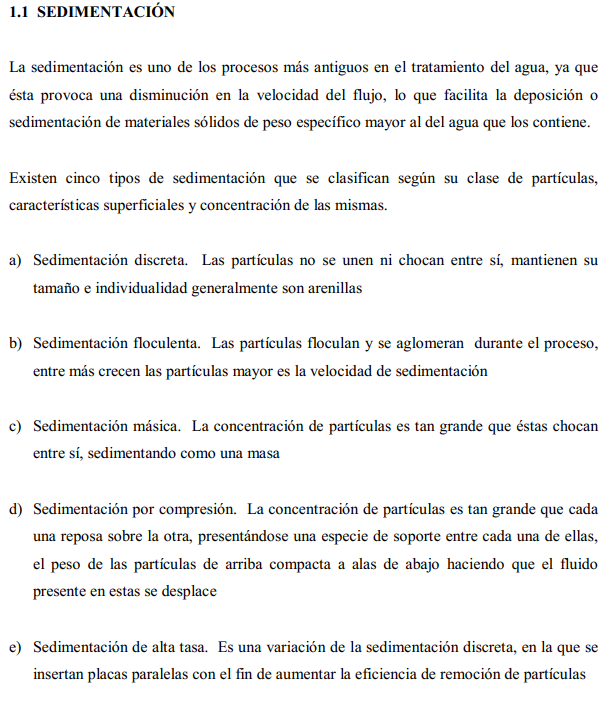 1.1 SEDIMENTACIÓN
La sedimentación es uno de los procesos más antiguos en el tratamiento del agua, ya que
ésta provoca una disminución en la velocidad del flujo, lo que facilita la deposición o
sedimentación de materiales sólidos de peso específico mayor al del agua que los contiene.
Existen cinco tipos de sedimentación que se clasifican según su clase de partículas,
características superficiales y concentración de las mismas.
a) Sedimentación discreta. Las partículas no se unen ni chocan entre sí, mantienen su
tamaño e individualidad generalmente son arenillas
b) Sedimentación floculenta. Las partículas floculan y se aglomeran durante el proceso,
entre más crecen las partículas mayor es la velocidad de sedimentación
c) Sedimentación másica. La concentración de partículas es tan grande que éstas chocan
entre sí, sedimentando como una masa
d) Sedimentación por compresión. La concentración de partículas es tan grande que cada
una reposa sobre la otra, presentándose una especie de soporte entre cada una de ellas,
el peso de las partículas de arriba compacta a alas de abajo haciendo que el fluido
presente en estas se desplace
e) Sedimentación de alta tasa. Es una variación de la sedimentación discreta, en la que se
insertan placas paralelas con el fin de aumentar la eficiencia de remoción de partículas